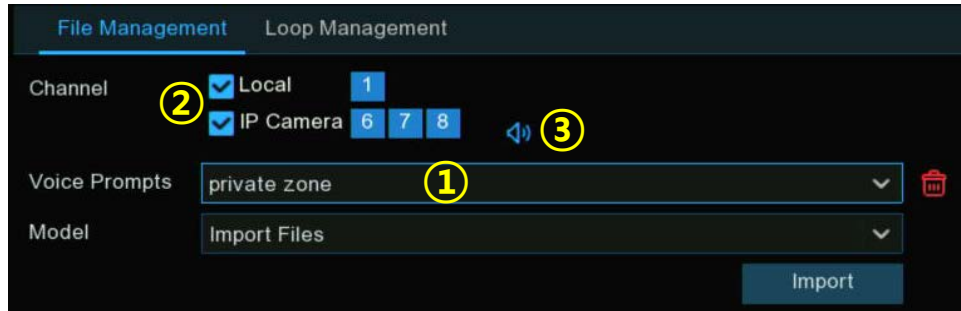 File Management Loop Management
Channel ② Local 1
IP Camera 6 7 8 ③
Voice Prompts private zone ①
Model Import Files
Import